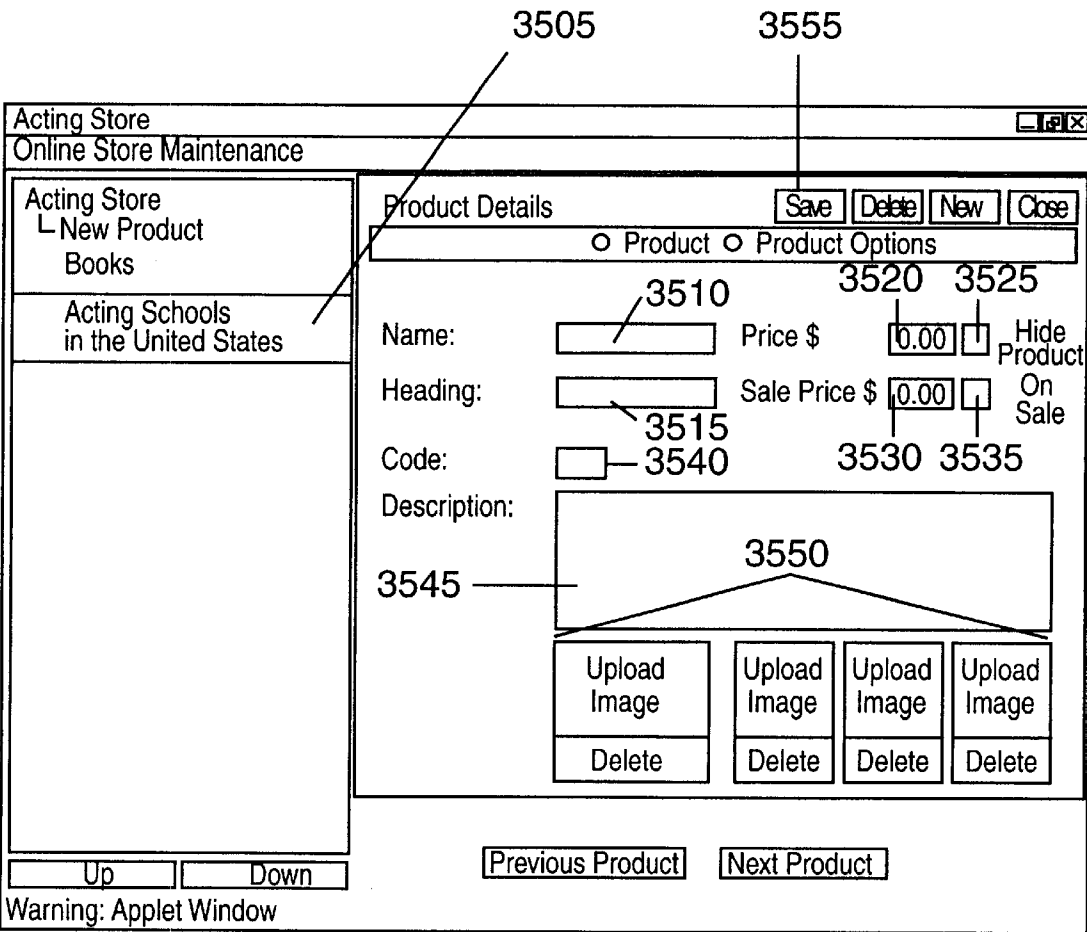 3505 3555
Acting Store
Online Store Maintenance
Acting Store
New Product
Books
Acting Schools
in the United States
Up Down
Product Details Save Delete New Close
Product Product Options
3510 3520 3525
Name: Price $ 0.00 Hide
Product
Heading: Sale Price $ 0.00 On
Sale
3515
Code: 3540 3530 3535
Description:
3550
3545
Upload Upload Upload Upload
Image Image Image Image
Delete Delete Delete Delete
Previous Product Next Product
Warning: Applet Window